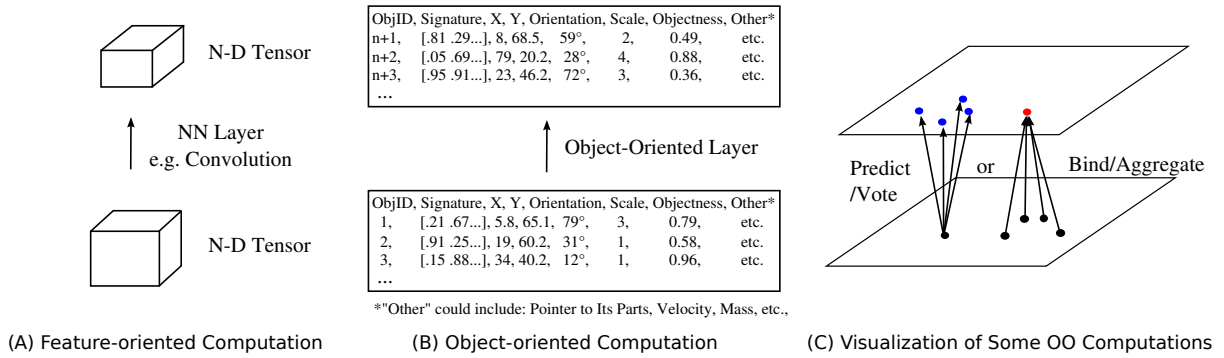 N-D Tensor
NN Layer
e.g. Convolution
N-D Tensor
(A) Feature-oriented Computation
ObjID, Signature, X, Y, Orientation, Scale, Objectness, Other*
n+1, [.81 .29...], 8, 68.5, 59°, 2, 0.49, etc.
n+2, [.05 .69...], 79, 20.2, 28°, 4, 0.88, etc.
n+3, [.95 .91...], 23, 46.2, 72°, 3, 0.36, etc.
...
Object-Oriented Layer
ObjID, Signature, X, Y, Orientation, Scale, Objectness, Other*
1, [.21 .67...], 5.8, 65.1, 79°, 3, 0.79, etc.
2, [.91 .25...], 19, 60.2, 31°, 1, 0.58, etc.
3, [.15 .88...], 34, 40.2, 12°, 1, 0.96, etc.
...
*"Other" could include: Pointer to Its Parts, Velocity, Mass, etc.,
(B) Object-oriented Computation
Predict
/Vote
or
Bind/Aggregate
(C) Visualization of Some OO Computations